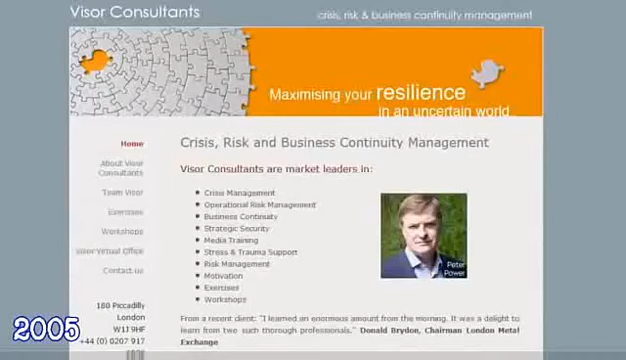 Visor Consultants
crisis, risk & business continuity management
Maximising your resilience
in an uncertain world
Home
About Visor
Consultants
Team Visor
Exercises
Workshops
Visor Virtual Office
Contact us
180 Piccadilly
London
W1J 9HF
+44 (0) 0207 917
2005
Crisis, Risk and Business Continuity Management
Visor Consultants are market leaders in:
Crisis Management
Operational Risk Management
Business Continuity
Strategic Security
Media Training
Stress & Trauma Support
Risk Management
Motivation
Exercises
Workshops
Peter
Power
From a recent client: "I learned an enormous amount from the morning. It was a delight to
learn from two such thorough professionals." Donald Brydon, Chairman London Metal
Exchange